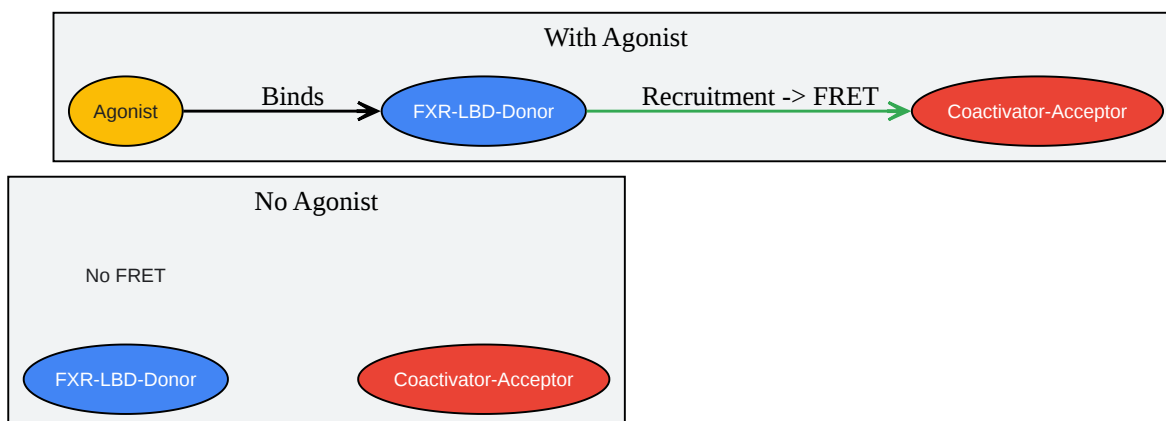 With Agonist
Agonist
Binds
FXR-LBD-Donor
Recruitment -> FRET
Coactivator-Acceptor
No Agonist
No FRET
FXR-LBD-Donor
Coactivator-Acceptor